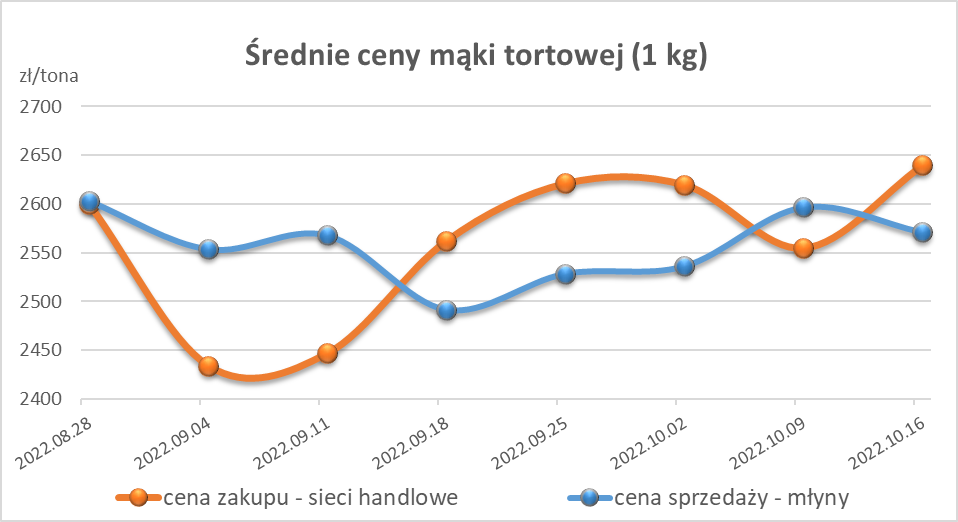 Średnie ceny mąki tortowej (1 kg)
zł/tona
2700
2650
2600
2550
2500
2450
2400
2022.08.28 2022.09.04 2022.09.11 2022.09.18 2022.09.25 2022.10.02 2022.10.09 2022.10.16
cena zakupu - sieci handlowe cena sprzedaży - młyny